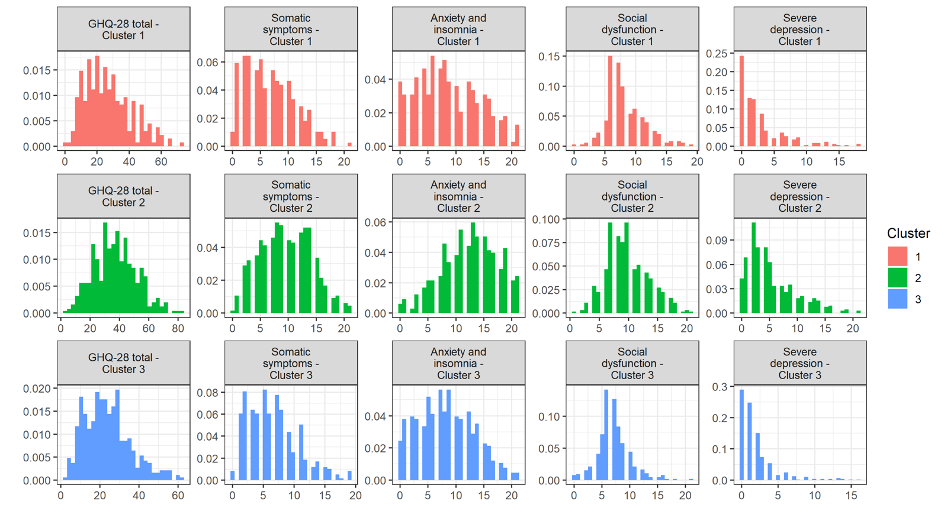 GHQ-28 total -
Cluster 1
Somatic
symptoms -
Cluster 1
Anxiety and
insomnia -
Cluster 1
Social
dysfunction -
Cluster 1
Severe
depression -
Cluster 1
0.015
0.010
0.005
0.000
0 20 40 60
0.06
0.04
0.02
0.00
0 5 10 15 20
0.04
0.02
0.00
0 5 10 15 20
0.15
0.10
0.05
0.00
0 5 10 15 20
0.25
0.20
0.15
0.10
0.05
0.00
0 5 10 15
GHQ-28 total -
Cluster 2
Somatic
symptoms -
Cluster 2
Anxiety and
insomnia -
Cluster 2
Social
dysfunction -
Cluster 2
Severe
depression -
Cluster 2
0.015
0.010
0.005
0.000
0 20 40 60 80
0.04
0.02
0.00
0 5 10 15 20
0.06
0.04
0.02
0.00
0 5 10 15 20
0.100
0.075
0.050
0.025
0.000
0 5 10 15 20
0.09
0.06
0.03
0.00
0 5 10 15 20
Cluster
1
2
3
GHQ-28 total -
Cluster 3
Somatic
symptoms -
Cluster 3
Anxiety and
insomnia -
Cluster 3
Social
dysfunction -
Cluster 3
Severe
depression -
Cluster 3
0.020
0.015
0.010
0.005
0.000
0 20 40 60
0.08
0.06
0.04
0.02
0.00
0 5 10 15 20
0.04
0.02
0.00
0 5 10 15 20
0.10
0.05
0.00
0 5 10 15 20
0.3
0.2
0.1
0.0
0 5 10 15